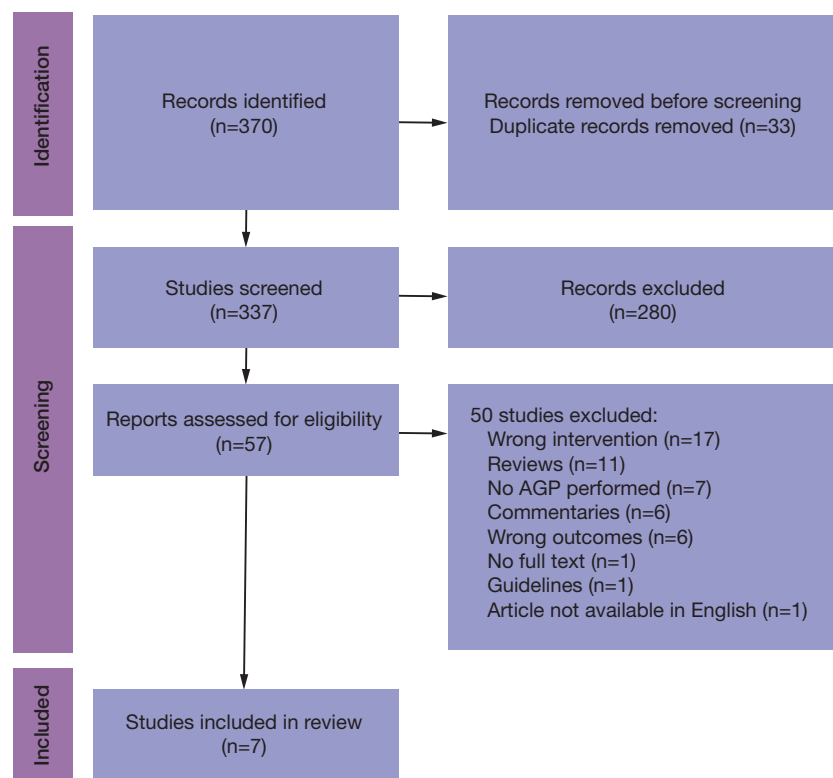 Identification
Records identified
(n=370)
Records removed before screening
Duplicate records removed (n=33)
Screening
Studies screened
(n=337)
Records excluded
(n=280)
Reports assessed for eligibility
(n=57)
50 studies excluded:
Wrong intervention (n=17)
Reviews (n=11)
No AGP performed (n=7)
Commentaries (n=6)
Wrong outcomes (n=6)
No full text (n=1)
Guidelines (n=1)
Article not available in English (n=1)
Included
Studies included in review
(n=7)